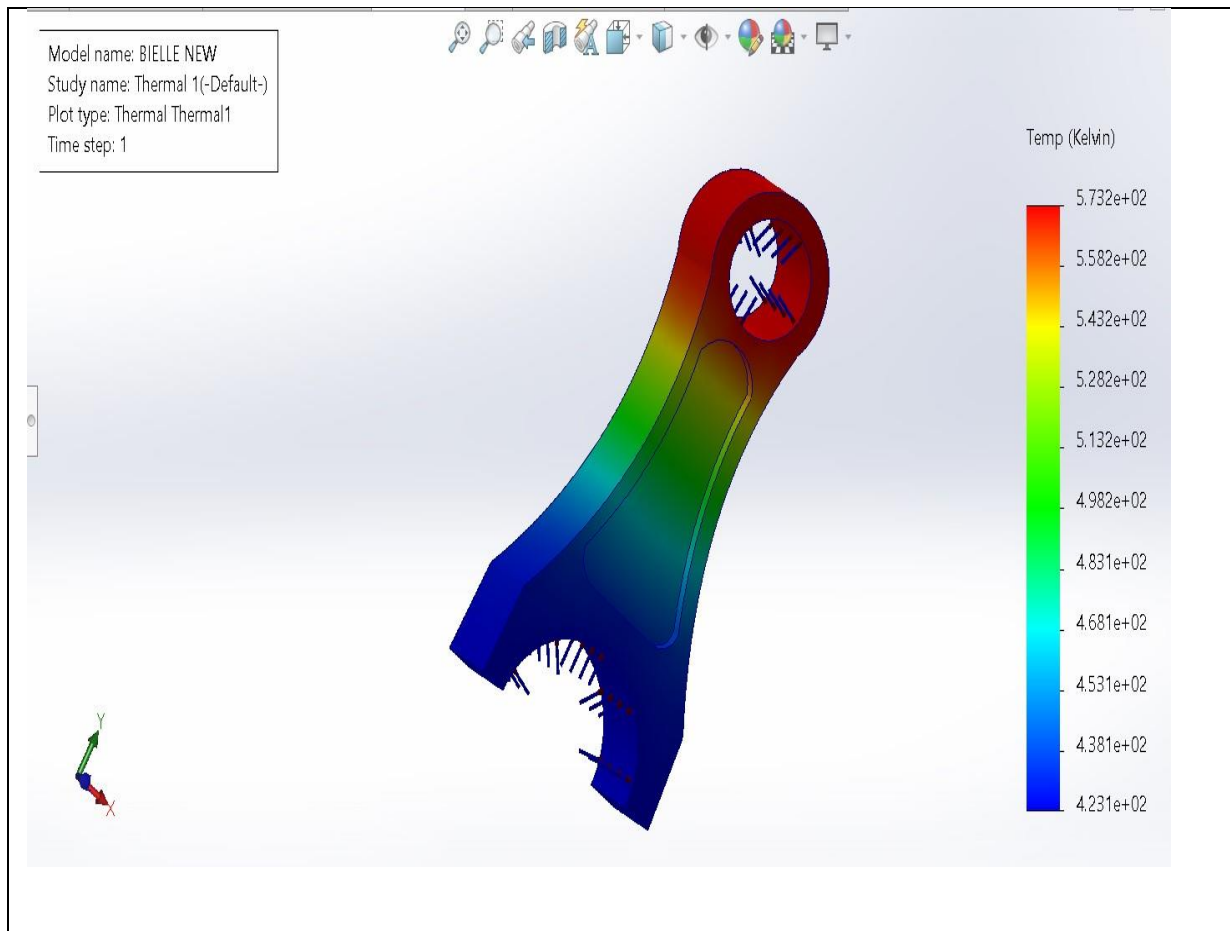 Model name: BIELLE NEW
Study name: Thermal 1(-Default-)
Plot type: Thermal Thermal1
Time step: 1
Temp (Kelvin)
5.732e+02
5.582e+02
5.432e+02
5.282e+02
5.132e+02
4.982e+02
4.831e+02
4.681e+02
4.531e+02
4.381e+02
4.231e+02
Y
X